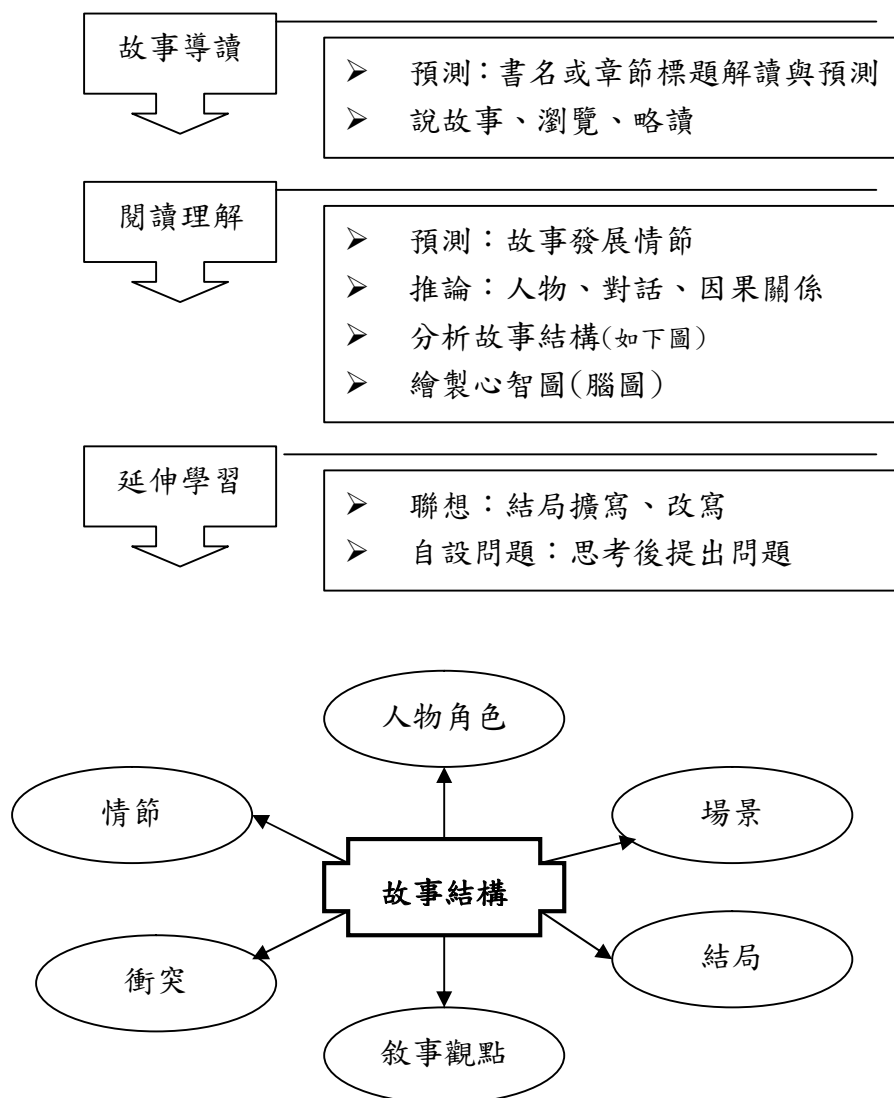 故事導讀
➢ 預測：書名或章節標題解讀與預測
➢ 說故事、瀏覽、略讀
閱讀理解
➢ 預測：故事發展情節
➢ 推論：人物、對話、因果關係
➢ 分析故事結構(如下圖)
➢ 繪製心智圖(腦圖)
延伸學習
➢ 聯想：結局擴寫、改寫
➢ 自設問題：思考後提出問題
人物角色
情節
場景
故事結構
衝突
結局
敘事觀點